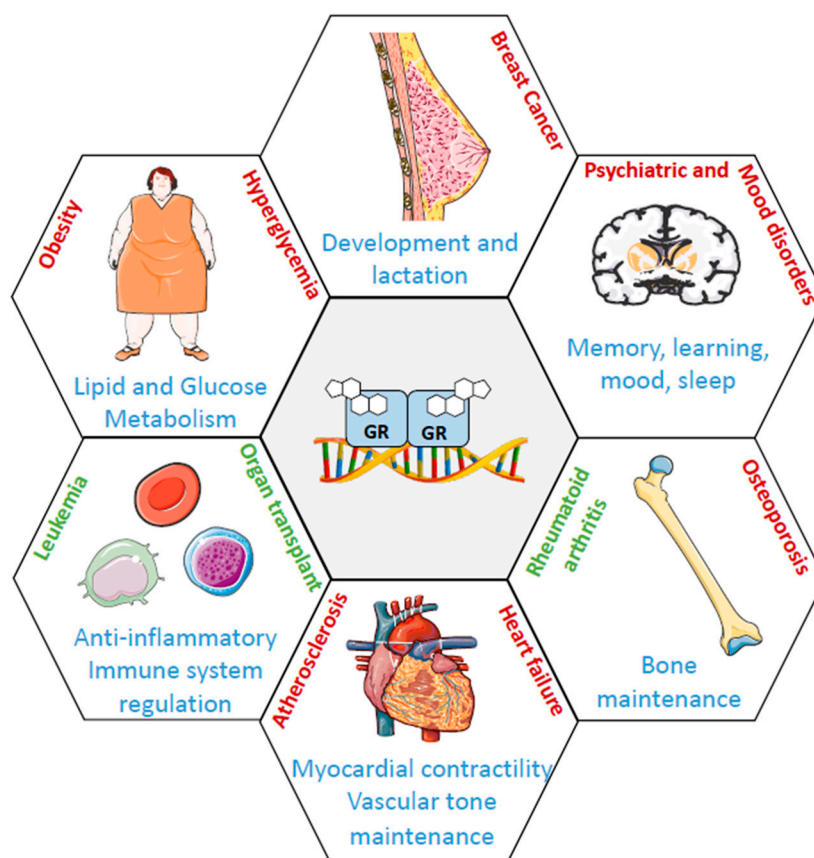 Breast Cancer
Development and
lactation
Obesity
Hyperglycemia
Lipid and Glucose
Metabolism
Psychiatric and
Mood disorders
Memory, learning,
mood, sleep
GR
GR
Leukemia
Organ transplant
Anti-inflammatory
Immune system
regulation
Rheumatoid
arthritis
Osteoporosis
Bone
maintenance
Atherosclerosis
Heart failure
Myocardial contractility
Vascular tone
maintenance